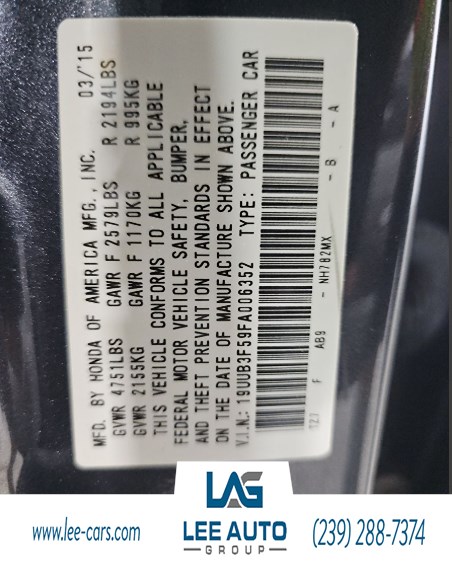 MFD. BY HONDA OF AMERICA MFG., INC. 03/'15
GVWR 4751LBS GAWR F 2579LBS R 2194LBS
GVWR 2155KG GAWR F 1170KG R 995KG
THIS VEHICLE CONFORMS TO ALL APPLICABLE
FEDERAL MOTOR VEHICLE SAFETY, BUMPER,
AND THEFT PREVENTION STANDARDS IN EFFECT
ON THE DATE OF MANUFACTURE SHOWN ABOVE.
V.I.N.: 19UUB3F59FA006352 TYPE: PASSENGER CAR
TZ7 F AB9 - NH782MX - B - A
LAG
www.lee-cars.com LEE AUTO (239) 288-7374
GROUP